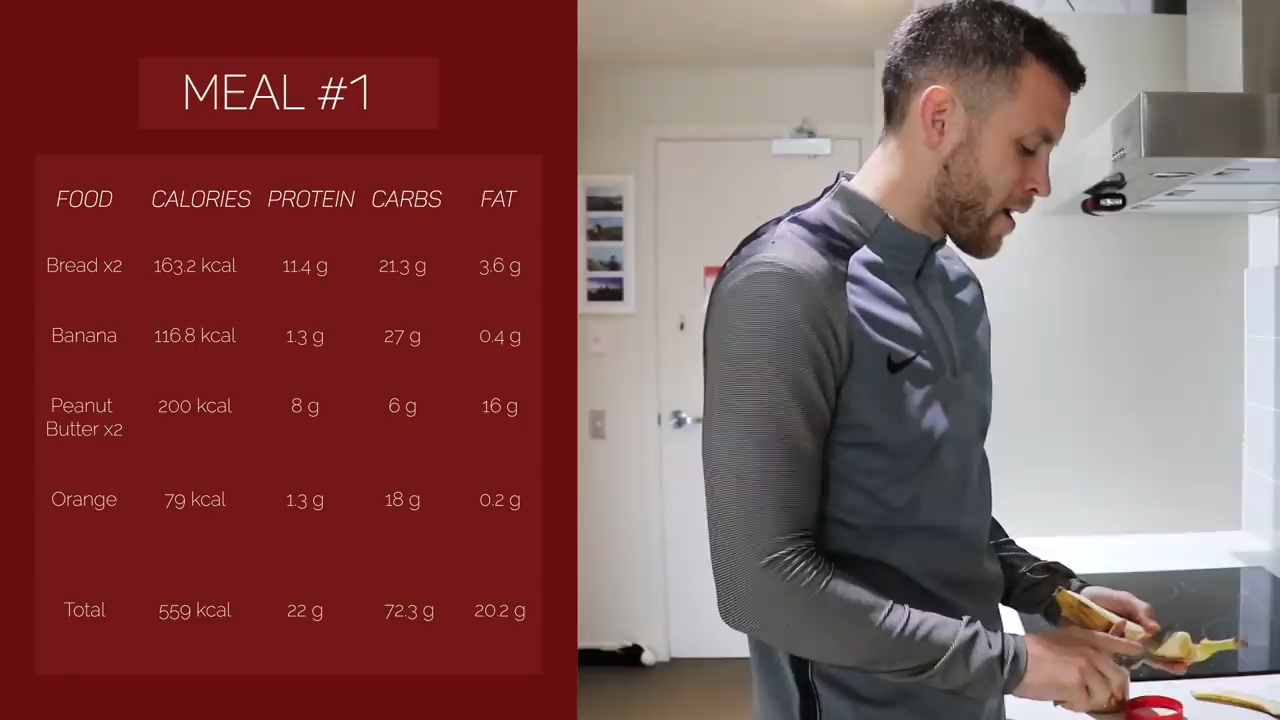 MEAL #1
FOOD CALORIES PROTEIN CARBS FAT
Bread x2 163.2 kcal 11.4 g 21.3 g 3.6 g
Banana 116.8 kcal 1.3 g 27 g 0.4 g
Peanut 200 kcal 8 g 6 g 16 g
Butter x2
Orange 79 kcal 1.3 g 18 g 0.2 g
Total 559 kcal 22 g 72.3 g 20.2 g